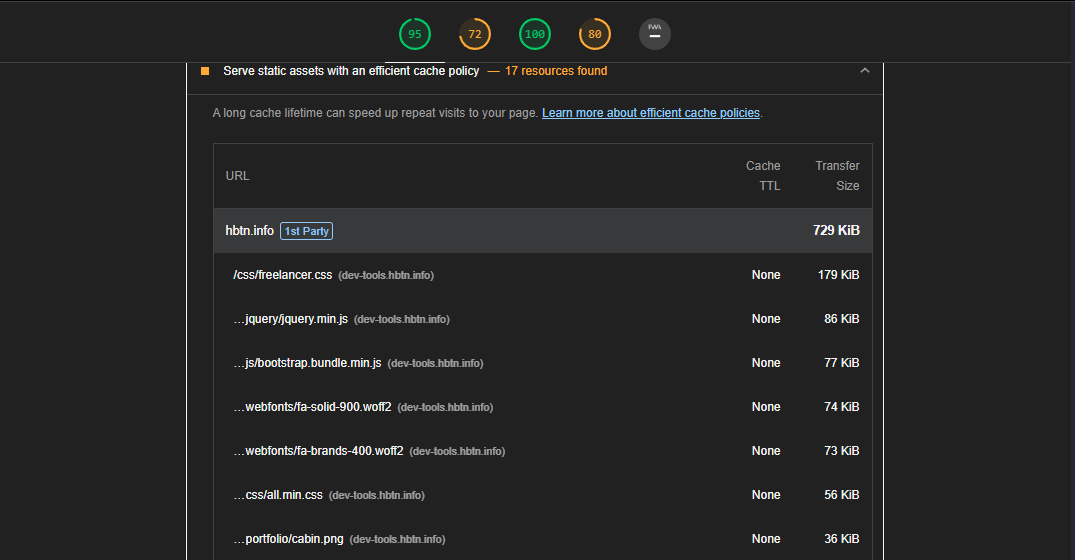 95 72 100 80 PWA
Serve static assets with an efficient cache policy — 17 resources found
A long cache lifetime can speed up repeat visits to your page. Learn more about efficient cache policies.
URL Cache TTL Transfer Size
hbtn.info 1st Party 729 KiB
/css/freelancer.css (dev-tools.hbtn.info) None 179 KiB
…jquery/jquery.min.js (dev-tools.hbtn.info) None 86 KiB
…js/bootstrap.bundle.min.js (dev-tools.hbtn.info) None 77 KiB
…webfonts/fa-solid-900.woff2 (dev-tools.hbtn.info) None 74 KiB
…webfonts/fa-brands-400.woff2 (dev-tools.hbtn.info) None 73 KiB
…css/all.min.css (dev-tools.hbtn.info) None 56 KiB
…portfolio/cabin.png (dev-tools.hbtn.info) None 36 KiB